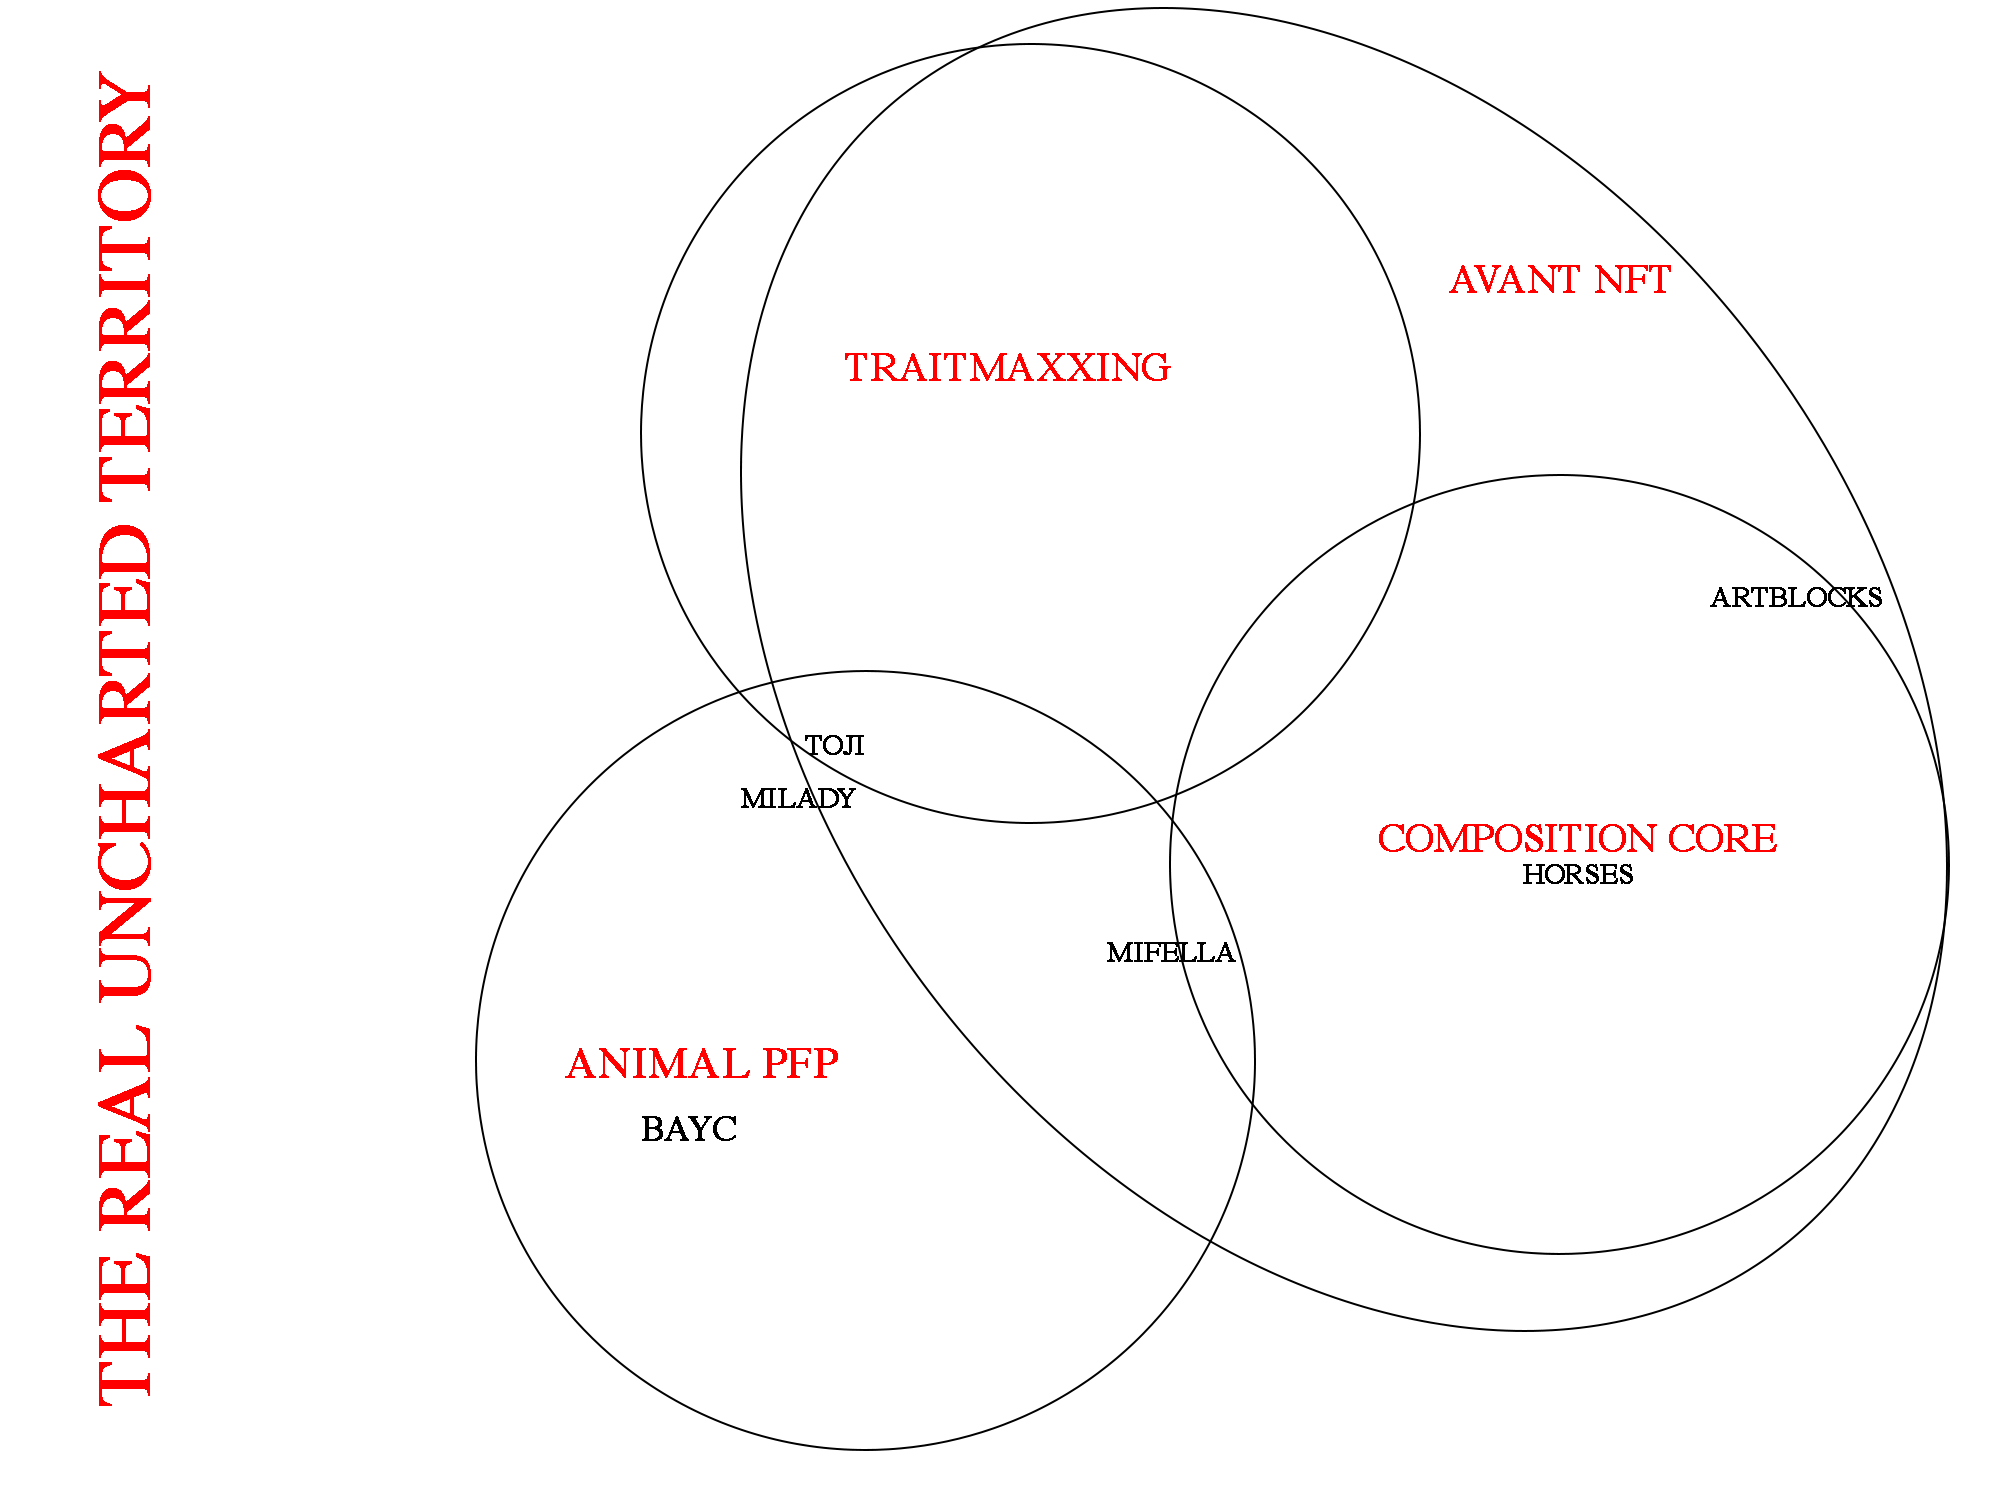 THE REAL UNCHARTED TERRITORY
AVANT NFT
TRAITMAXXING
ARTBLOCKS
TOJI
MILADY
COMPOSITION CORE
HORSES
MIFELLA
ANIMAL PFP
BAYC